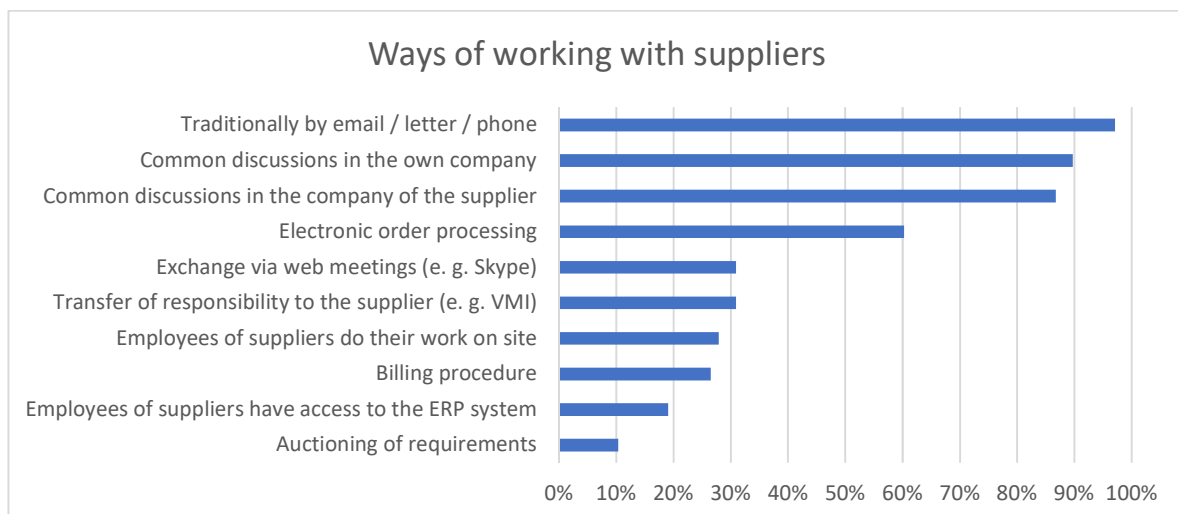 Ways of working with suppliers
Traditionally by email / letter / phone
Common discussions in the own company
Common discussions in the company of the supplier
Electronic order processing
Exchange via web meetings (e. g. Skype)
Transfer of responsibility to the supplier (e. g. VMI)
Employees of suppliers do their work on site
Billing procedure
Employees of suppliers have access to the ERP system
Auctioning of requirements
0% 10% 20% 30% 40% 50% 60% 70% 80% 90% 100%